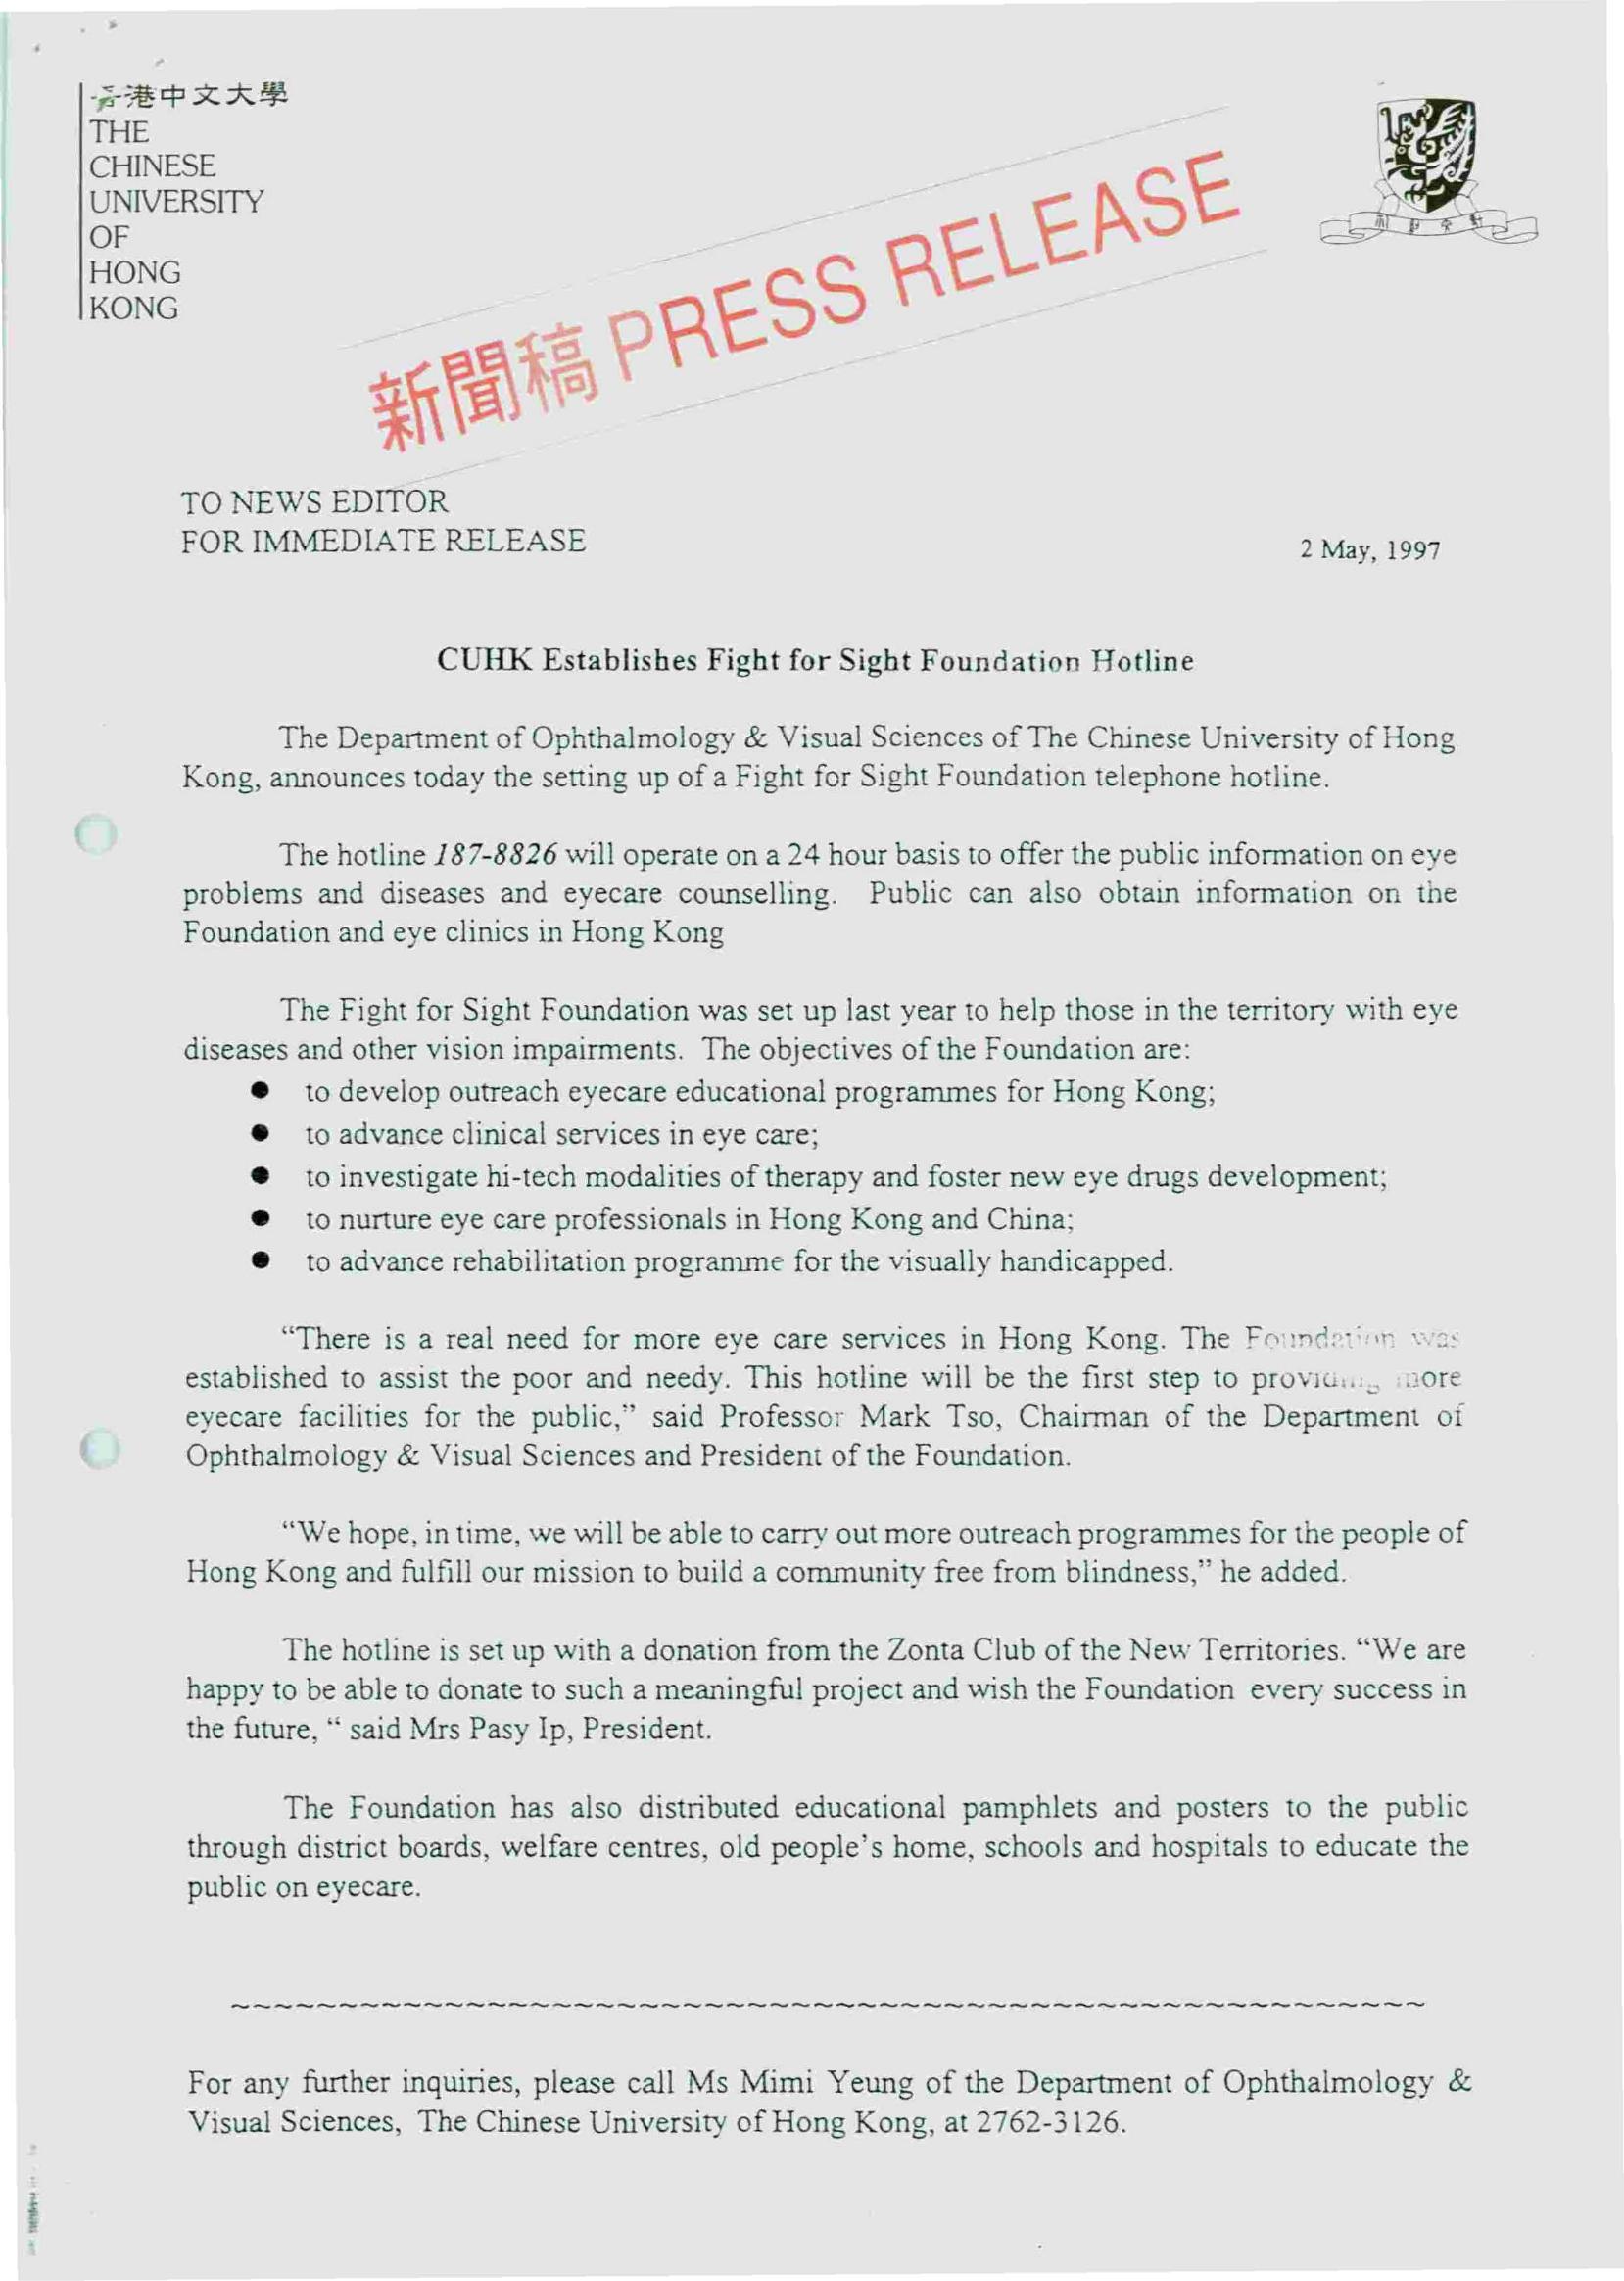 香港中文大學
THE
CHINESE
UNIVERSITY
OF
HONG
KONG
新聞稿 PRESS RELEASE
TO NEWS EDITOR
FOR IMMEDIATE RELEASE
2 May, 1997
CUHK Establishes Fight for Sight Foundation Hotline
The Department of Ophthalmology & Visual Sciences of The Chinese University of Hong
Kong, announces today the setting up of a Fight for Sight Foundation telephone hotline.
The hotline 187-8826 will operate on a 24 hour basis to offer the public information on eye
problems and diseases and eyecare counselling. Public can also obtain information on the
Foundation and eye clinics in Hong Kong
The Fight for Sight Foundation was set up last year to help those in the territory with eye
diseases and other vision impairments. The objectives of the Foundation are:
● to develop outreach eyecare educational programmes for Hong Kong;
● to advance clinical services in eye care;
● to investigate hi-tech modalities of therapy and foster new eye drugs development;
● to nurture eye care professionals in Hong Kong and China;
● to advance rehabilitation programme for the visually handicapped.
“There is a real need for more eye care services in Hong Kong. The Foundation was
established to assist the poor and needy. This hotline will be the first step to providing more
eyecare facilities for the public,” said Professor Mark Tso, Chairman of the Department of
Ophthalmology & Visual Sciences and President of the Foundation.
“We hope, in time, we will be able to carry out more outreach programmes for the people of
Hong Kong and fulfill our mission to build a community free from blindness,” he added.
The hotline is set up with a donation from the Zonta Club of the New Territories. “We are
happy to be able to donate to such a meaningful project and wish the Foundation every success in
the future, “ said Mrs Pasy Ip, President.
The Foundation has also distributed educational pamphlets and posters to the public
through district boards, welfare centres, old people’s home, schools and hospitals to educate the
public on eyecare.
For any further inquiries, please call Ms Mimi Yeung of the Department of Ophthalmology &
Visual Sciences, The Chinese University of Hong Kong, at 2762-3126.